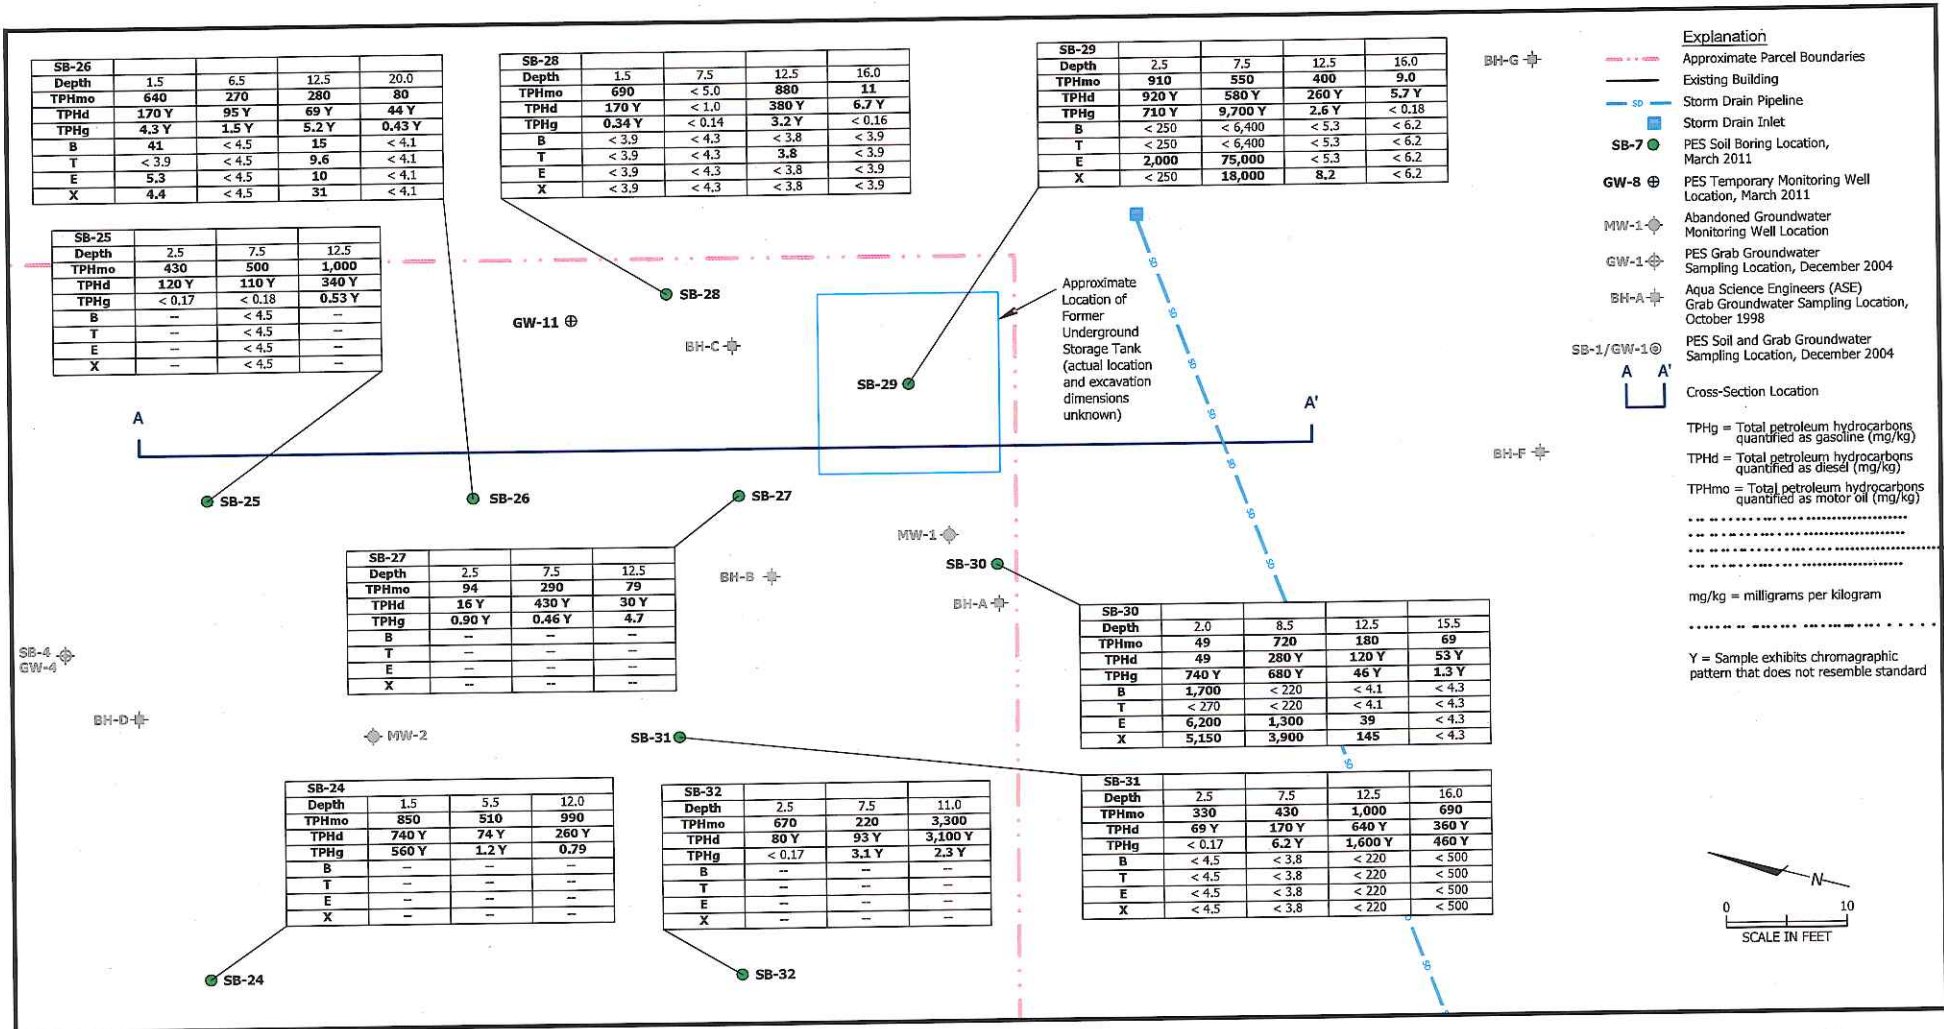 SB-26
Depth 1.5 6.5 12.5 20.0
TPHmo 640 270 280 80
TPHd 170 Y 95 Y 69 Y 44 Y
TPHg 4.3 Y 1.5 Y 5.2 Y 0.43 Y
B 41 < 4.5 15 < 4.1
T < 3.9 < 4.5 9.6 < 4.1
E 5.3 < 4.5 10 < 4.1
X 4.4 < 4.5 31 < 4.1
SB-28
Depth 1.5 7.5 12.5 16.0
TPHmo 690 < 5.0 880 11
TPHd 170 Y < 1.0 380 Y 6.7 Y
TPHg 0.34 Y < 0.14 3.2 Y < 0.16
B < 3.9 < 4.3 < 3.8 < 3.9
T < 3.9 < 4.3 3.8 < 3.9
E < 3.9 < 4.3 < 3.8 < 3.9
X < 3.9 < 4.3 < 3.8 < 3.9
SB-29
Depth 2.5 7.5 12.5 16.0
TPHmo 910 550 400 9.0
TPHd 920 Y 580 Y 260 Y 5.7 Y
TPHg 710 Y 9,700 Y 2.6 Y < 0.18
B < 250 < 6,400 < 5.3 < 6.2
T < 250 < 6,400 < 5.3 < 6.2
E 2,000 75,000 < 5.3 < 6.2
X < 250 18,000 8.2 < 6.2
BH-G
SB-25
Depth 2.5 7.5 12.5
TPHmo 430 500 1,000
TPHd 120 Y 110 Y 340 Y
TPHg < 0.17 < 0.18 0.53 Y
B -- < 4.5 --
T -- < 4.5 --
E -- < 4.5 --
X -- < 4.5 --
SB-28
GW-11
BH-C
SB-29
Approximate
Location of
Former
Underground
Storage Tank
(actual location
and excavation
dimensions
unknown)
SD
SD
SD
SD
SD
SD
SD
SD
SD
SD
A
A'
BH-F
SB-25
SB-26
SB-27
MW-1
SB-30
BH-B
BH-A
SB-27
Depth 2.5 7.5 12.5
TPHmo 94 290 79
TPHd 16 Y 430 Y 30 Y
TPHg 0.90 Y 0.46 Y 4.7
B -- -- --
T -- -- --
E -- -- --
X -- -- --
SB-30
Depth 2.0 8.5 12.5 15.5
TPHmo 49 720 180 69
TPHd 49 280 Y 120 Y 53 Y
TPHg 740 Y 680 Y 46 Y 1.3 Y
B 1,700 < 220 < 4.1 < 4.3
T < 270 < 220 < 4.1 < 4.3
E 6,200 1,300 39 < 4.3
X 5,150 3,900 145 < 4.3
SB-4
GW-4
BH-D
MW-2
SB-31
SB-24
Depth 1.5 5.5 12.0
TPHmo 850 510 990
TPHd 740 Y 74 Y 260 Y
TPHg 560 Y 1.2 Y 0.79
B -- -- --
T -- -- --
E -- -- --
X -- -- --
SB-32
Depth 2.5 7.5 11.0
TPHmo 670 220 3,300
TPHd 80 Y 93 Y 3,100 Y
TPHg < 0.17 3.1 Y 2.3 Y
B -- -- --
T -- -- --
E -- -- --
X -- -- --
SB-31
Depth 2.5 7.5 12.5 16.0
TPHmo 330 430 1,000 690
TPHd 69 Y 170 Y 640 Y 360 Y
TPHg < 0.17 6.2 Y 1,600 Y 460 Y
B < 4.5 < 3.8 < 220 < 500
T < 4.5 < 3.8 < 220 < 500
E < 4.5 < 3.8 < 220 < 500
X < 4.5 < 3.8 < 220 < 500
SB-24
SB-32
Explanation
Approximate Parcel Boundaries
Existing Building
SD Storm Drain Pipeline
Storm Drain Inlet
SB-7 PES Soil Boring Location,
March 2011
GW-8 PES Temporary Monitoring Well
Location, March 2011
MW-1 Abandoned Groundwater
Monitoring Well Location
GW-1 PES Grab Groundwater
Sampling Location, December 2004
BH-A Aqua Science Engineers (ASE)
Grab Groundwater Sampling Location,
October 1998
SB-1/GW-1 PES Soil and Grab Groundwater
Sampling Location, December 2004
A A'
Cross-Section Location
TPHg = Total petroleum hydrocarbons
quantified as gasoline (mg/kg)
TPHd = Total petroleum hydrocarbons
quantified as diesel (mg/kg)
TPHmo = Total petroleum hydrocarbons
quantified as motor oil (mg/kg)
mg/kg = milligrams per kilogram
Y = Sample exhibits chromagraphic
pattern that does not resemble standard
N
0 10
SCALE IN FEET